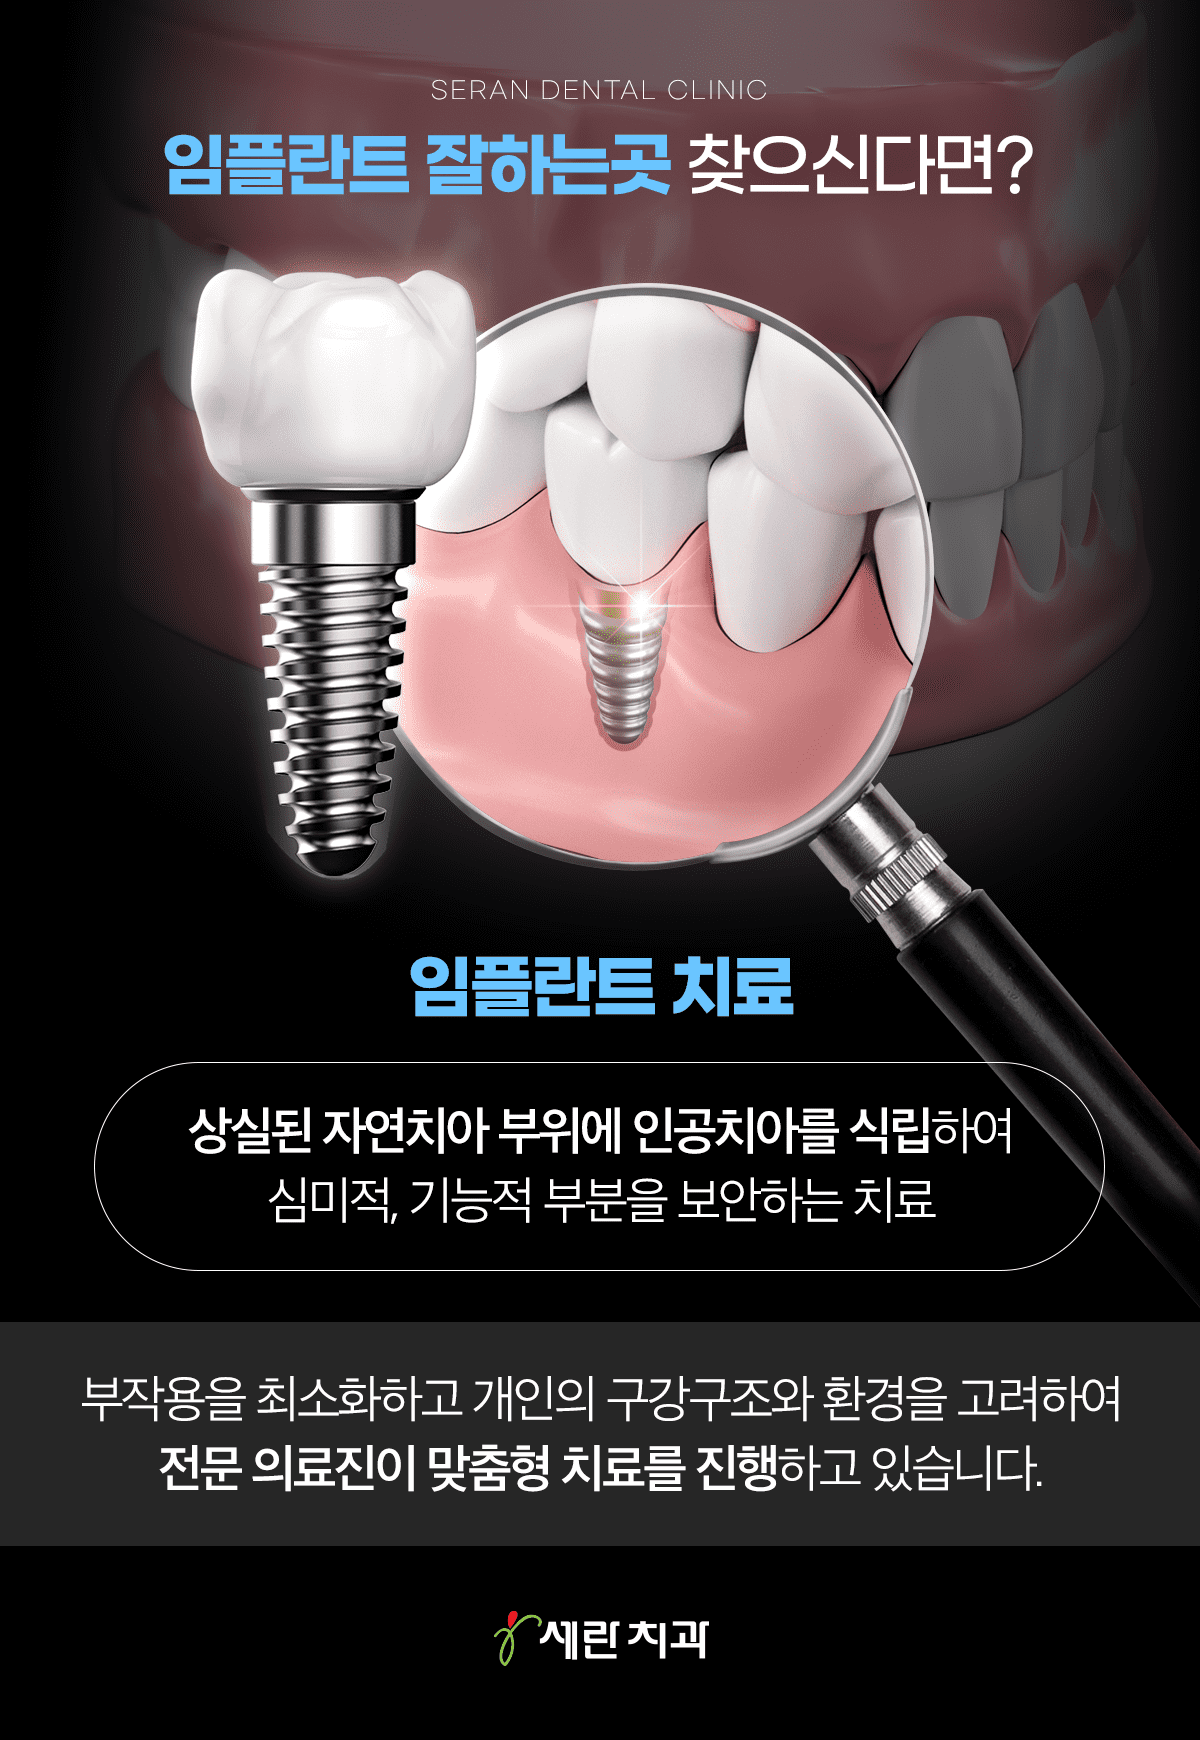 SERAN DENTAL CLINIC
임플란트 잘하는곳 찾으신다면?
임플란트 치료
상실된 자연치아 부위에 인공치아를 식립하여
심미적, 기능적 부분을 보안하는 치료
부작용을 최소화하고 개인의 구강구조와 환경을 고려하여
전문 의료진이 맞춤형 치료를 진행하고 있습니다.
세란 치과